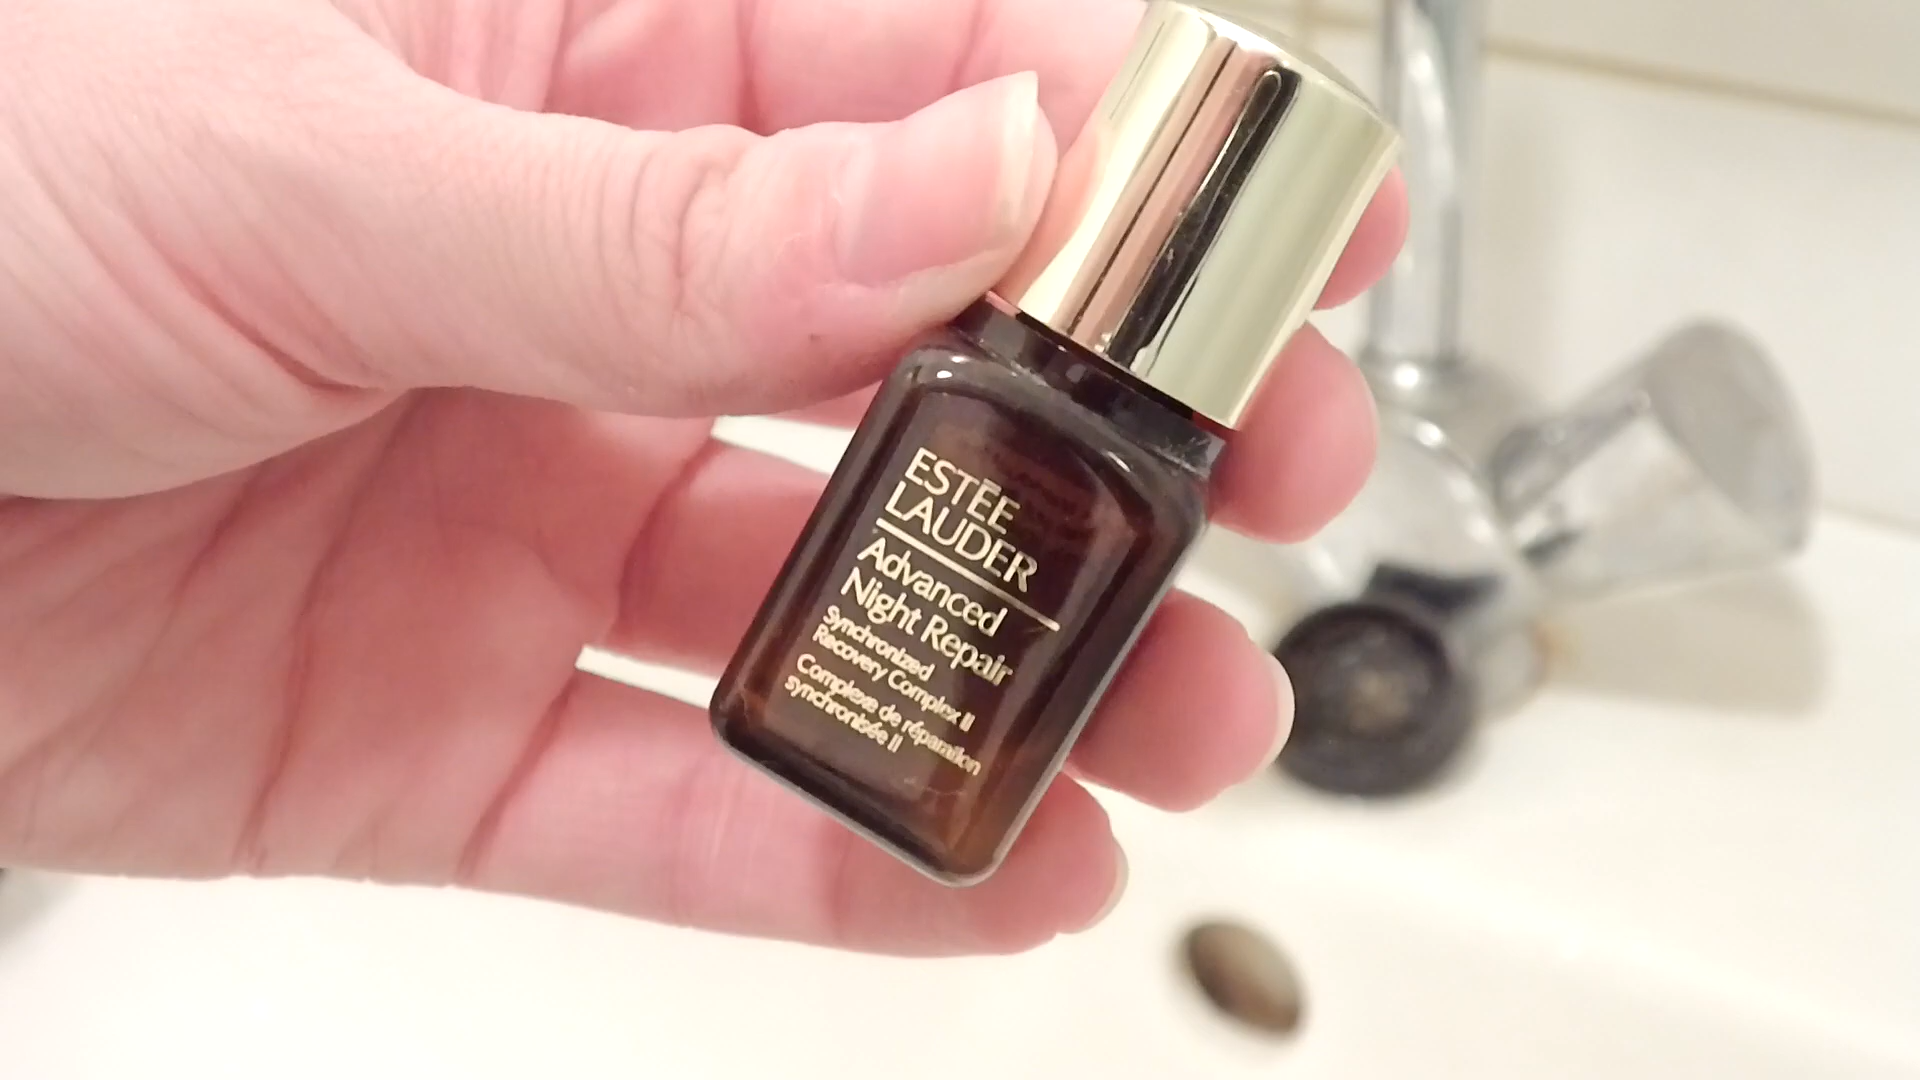 ESTĒE
LAUDER
Advanced
Night Repair
Synchronized
Recovery Complex II
Complexe de réparation
synchronisée II